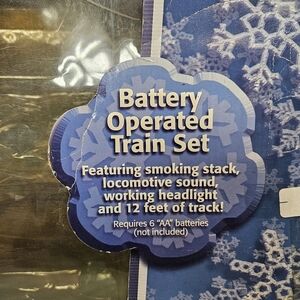 Battery
Operated
Train Set
Featuring smoking stack,
locomotive sound,
working headlight
and 12 feet of track!
Requires 6 "AA" batteries
(not included)